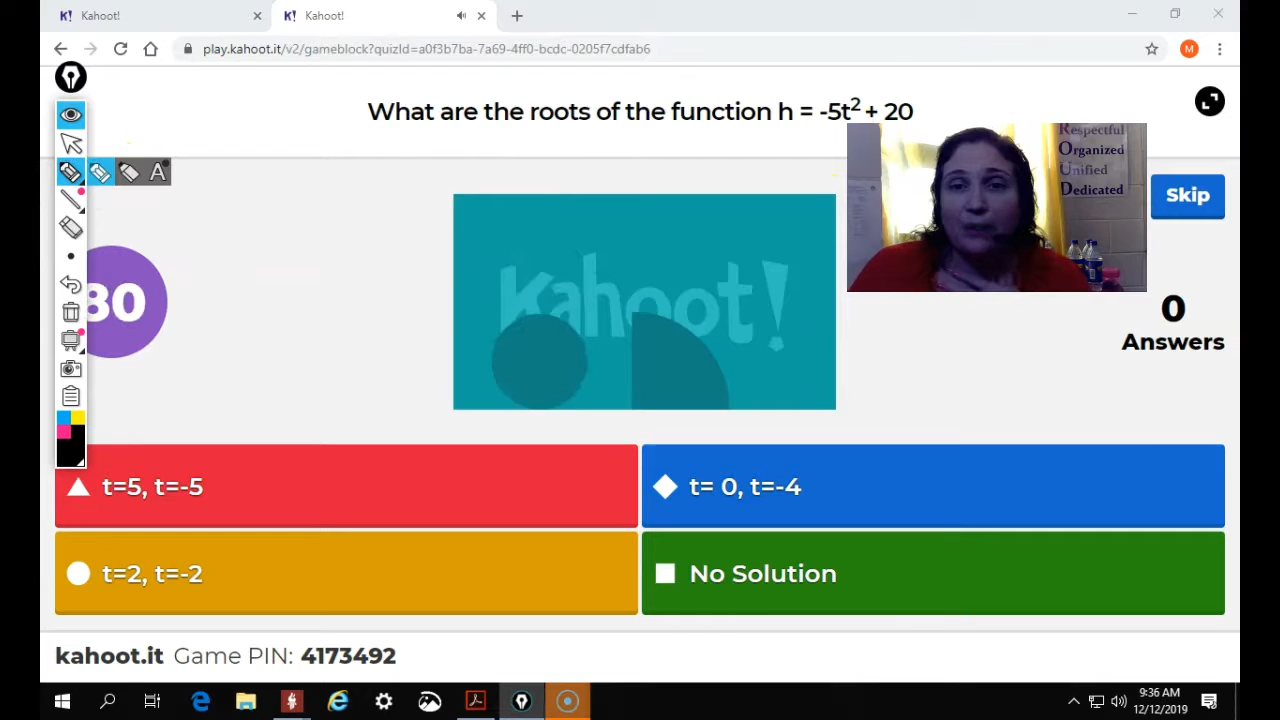 Kahoot!
Kahoot!
play.kahoot.it/v2/gameblock?quizId=a0f3b7ba-7a69-4ff0-bcdc-0205f7cdfab6
M
What are the roots of the function h = -5t² + 20
A
Respectful
Organized
Unified
Dedicated
Skip
80
Kahoot!
0
Answers
t=5, t=-5
t= 0, t=-4
t=2, t=-2
No Solution
kahoot.it Game PIN: 4173492
9:36 AM
12/12/2019